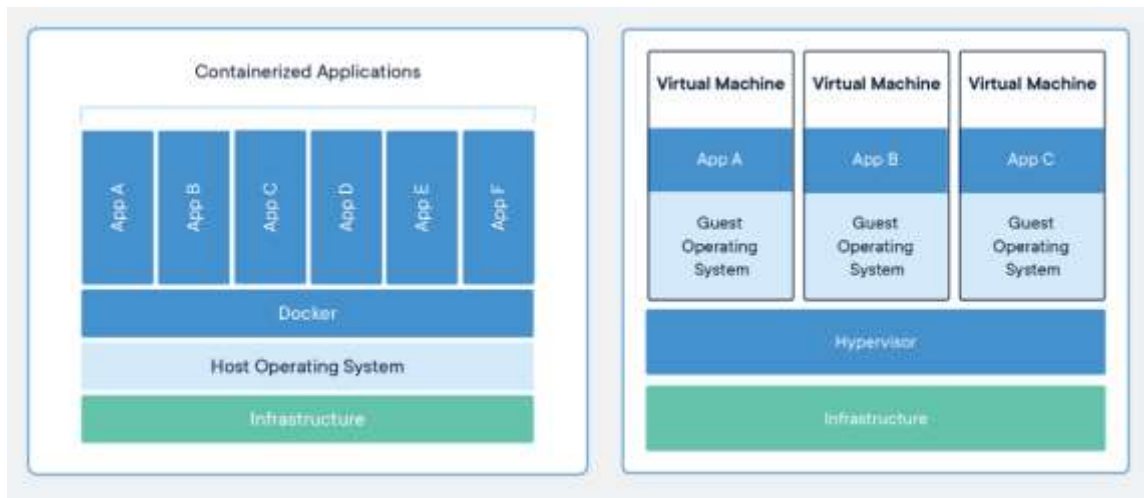 Containerized Applications
App A
App B
App C
App D
App E
App F
Docker
Host Operating System
Infrastructure
Virtual Machine
App A
Guest
Operating
System
Virtual Machine
App B
Guest
Operating
System
Virtual Machine
App C
Guest
Operating
System
Hypervisor
Infrastructure